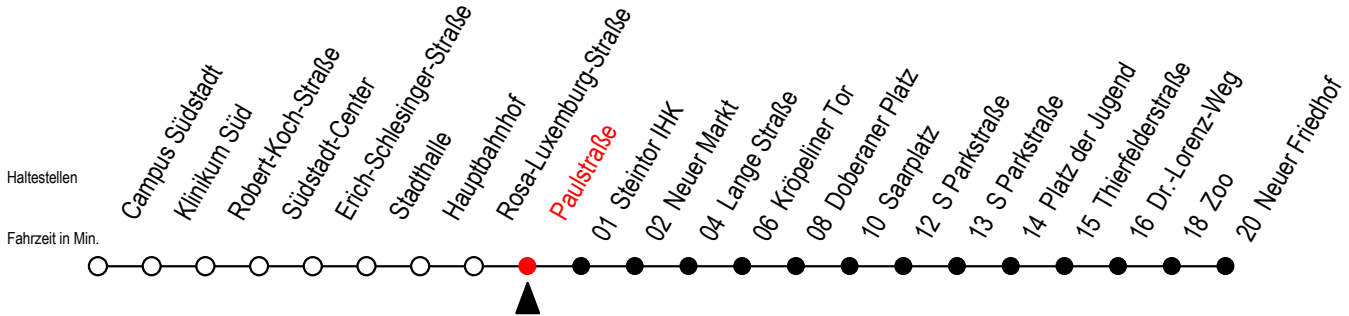 Haltestellen
Fahrzeit in Min.
Campus Südstadt
Klinikum Süd
Robert-Koch-Straße
Südstadt-Center
Erich-Schlesinger-Straße
Stadthalle
Hauptbahnhof
Rosa-Luxemburg-Straße
Paulstraße
01 Steintor IHK
02 Neuer Markt
04 Lange Straße
06 Kröpeliner Tor
08 Doberaner Platz
10 Saarplatz
12 S Parkstraße
13 S Parkstraße
14 Platz der Jugend
15 Thierfelderstraße
16 Dr.-Lorenz-Weg
18 Zoo
20 Neuer Friedhof